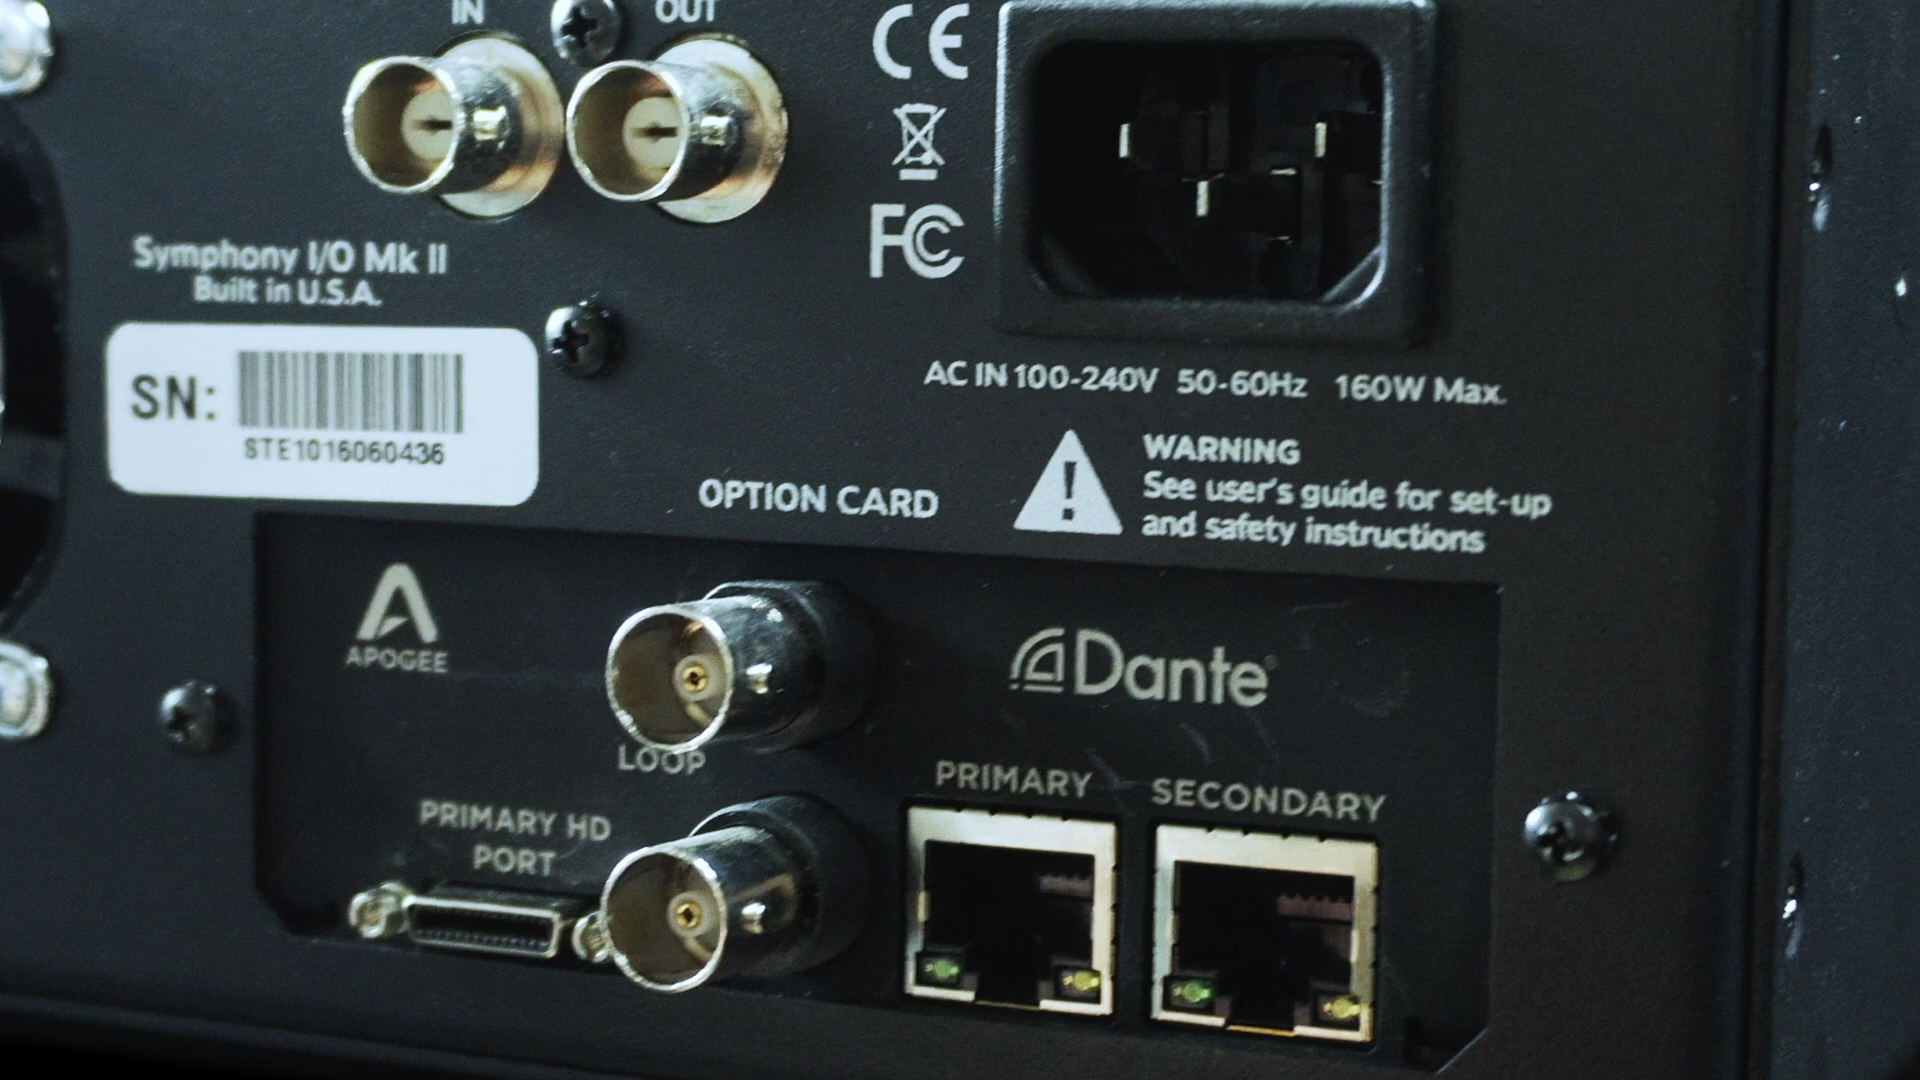 IN OUT
CE
FC
Symphony I/O Mk II
Built in U.S.A.
SN:
STE1016060436
AC IN 100-240V 50-60Hz 160W Max.
WARNING
See user's guide for set-up
and safety instructions
OPTION CARD
APOGEE
Dante
LOOP
PRIMARY HD
PORT
PRIMARY
SECONDARY